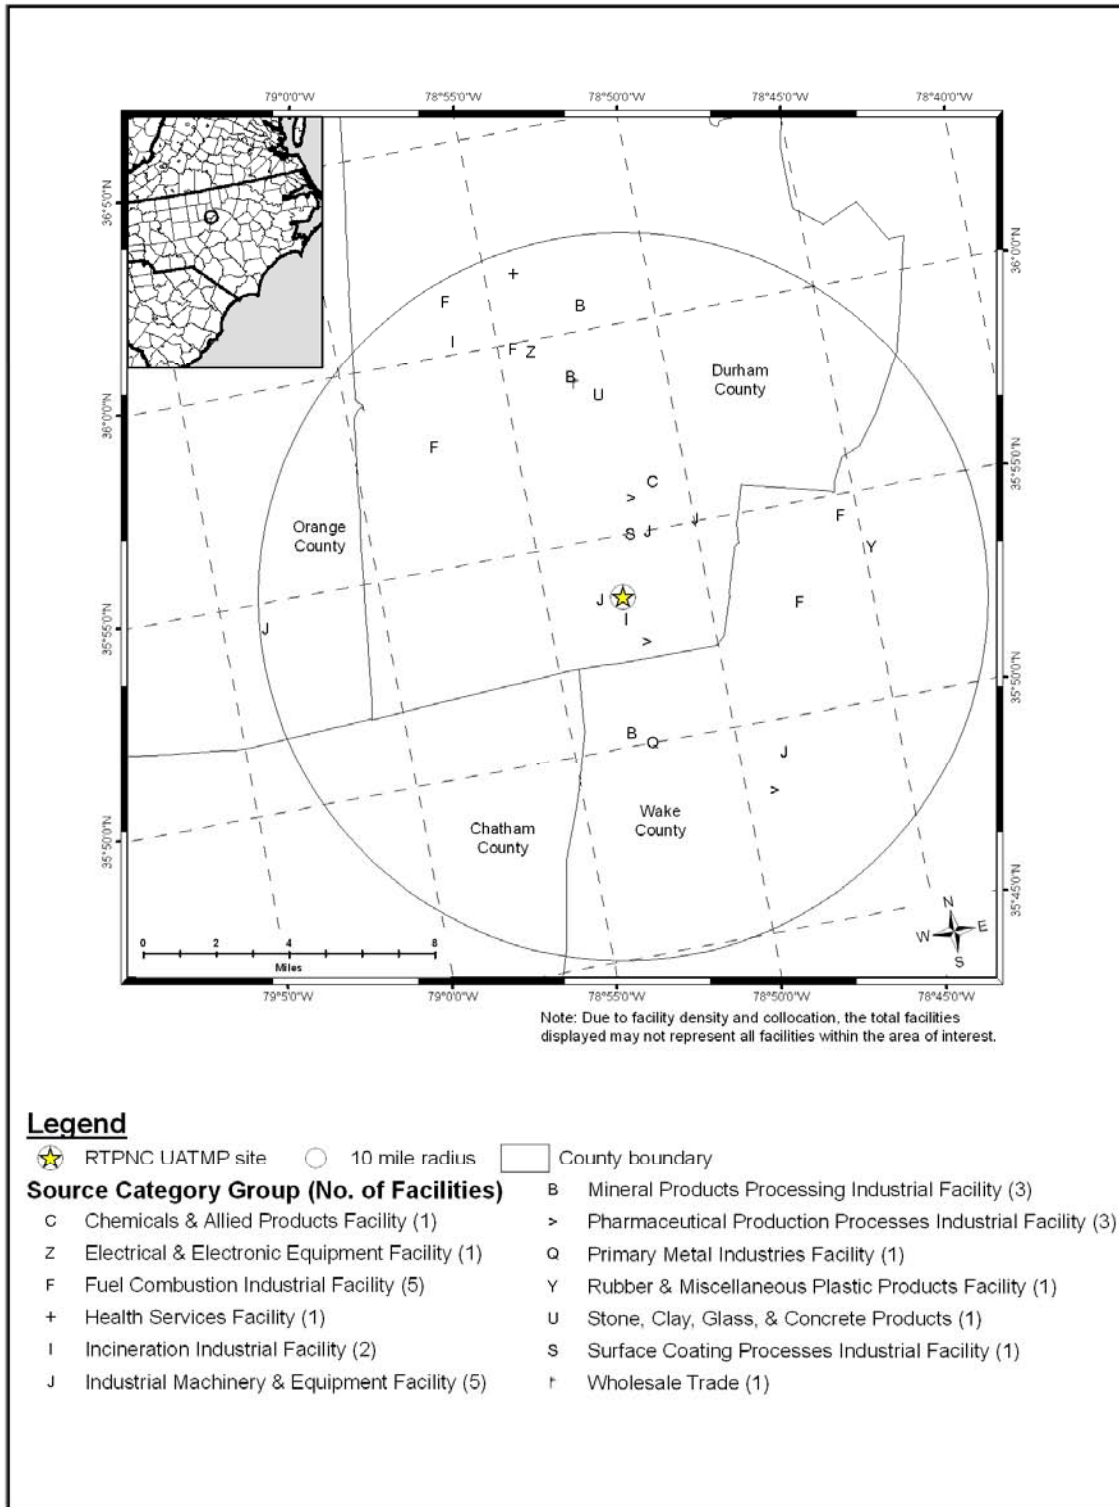 79°0'0"W 78°55'0"W 78°50'0"W 78°45'0"W 78°40'0"W
36°5'0"N
36°0'0"N
+
F
B
36°0'0"N
I
F Z
Durham
County
B
U
F
35°55'0"N
C
>
F
Orange
County
S J J
Y
J
F
I
35°55'0"N
J
>
35°50'0"N
B
Q
J
>
Wake
County
Chatham
County
35°50'0"N
35°45'0"N
N
W E
S
0 2 4 8
Miles
79°5'0"W 79°0'0"W 78°55'0"W 78°50'0"W 78°45'0"W
Note: Due to facility density and collocation, the total facilities
displayed may not represent all facilities within the area of interest.
Legend
RTPNC UATMP site 10 mile radius County boundary
Source Category Group (No. of Facilities)
C Chemicals & Allied Products Facility (1)
Z Electrical & Electronic Equipment Facility (1)
F Fuel Combustion Industrial Facility (5)
+ Health Services Facility (1)
I Incineration Industrial Facility (2)
J Industrial Machinery & Equipment Facility (5)
B Mineral Products Processing Industrial Facility (3)
> Pharmaceutical Production Processes Industrial Facility (3)
Q Primary Metal Industries Facility (1)
Y Rubber & Miscellaneous Plastic Products Facility (1)
U Stone, Clay, Glass, & Concrete Products (1)
S Surface Coating Processes Industrial Facility (1)
Wholesale Trade (1)